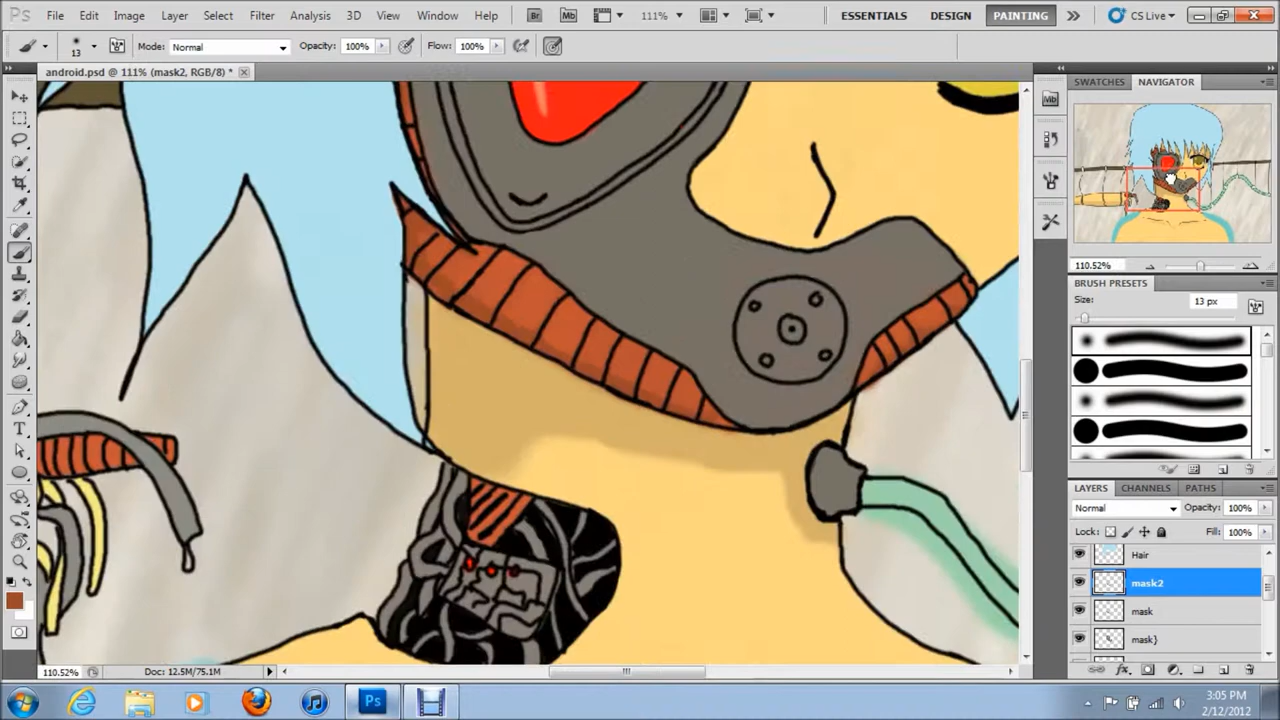 Ps File Edit Image Layer Select Filter Analysis 3D View Window Help Br Mb 111% ESSENTIALS DESIGN PAINTING CS Live
13 Mode: Normal Opacity: 100% Flow: 100%
android.psd @ 111% (mask2, RGB/8) *
SWATCHES NAVIGATOR
Mb
110.52%
BRUSH PRESETS
Size: 13 px
LAYERS CHANNELS PATHS
Normal Opacity: 100%
Lock: Fill: 100%
Hair
mask2
mask
mask}
110.52% Doc: 12.5M/75.1M
Ps
3:05 PM
2/12/2012